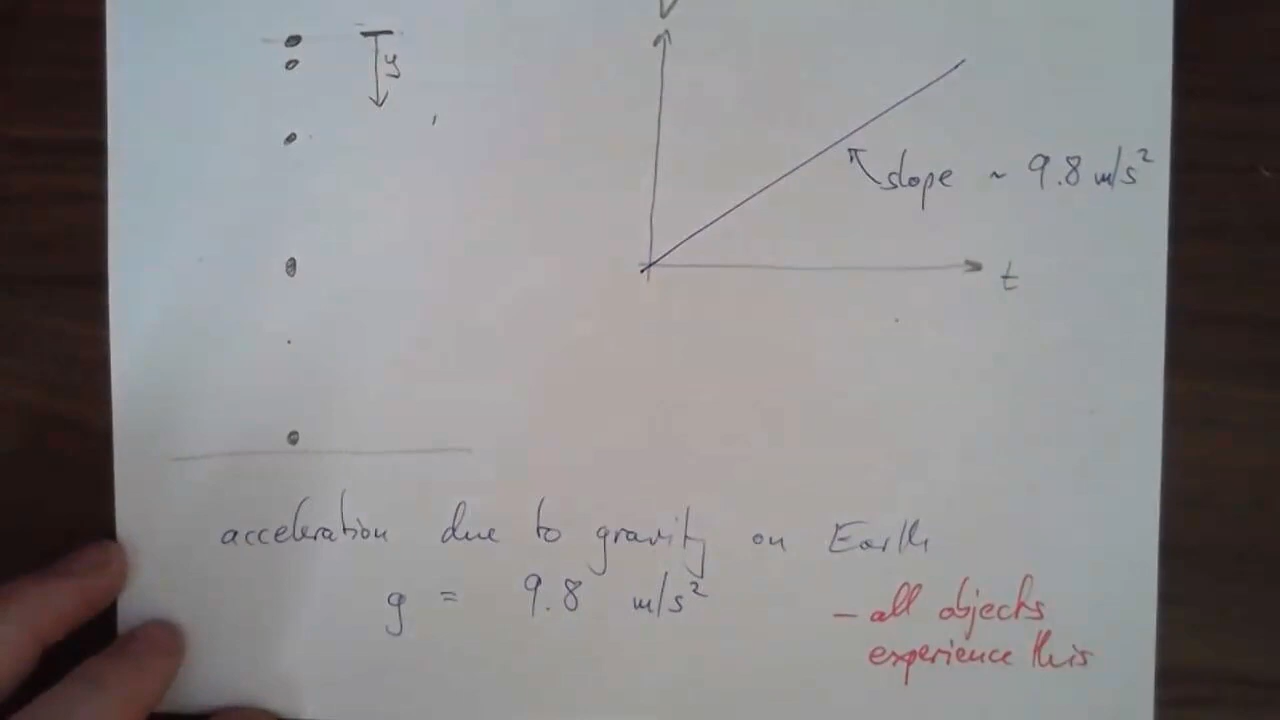 y
V
slope ~ 9.8 m/s²
t
acceleration due to gravity on Earth
g = 9.8 m/s²
- all objects
experience this